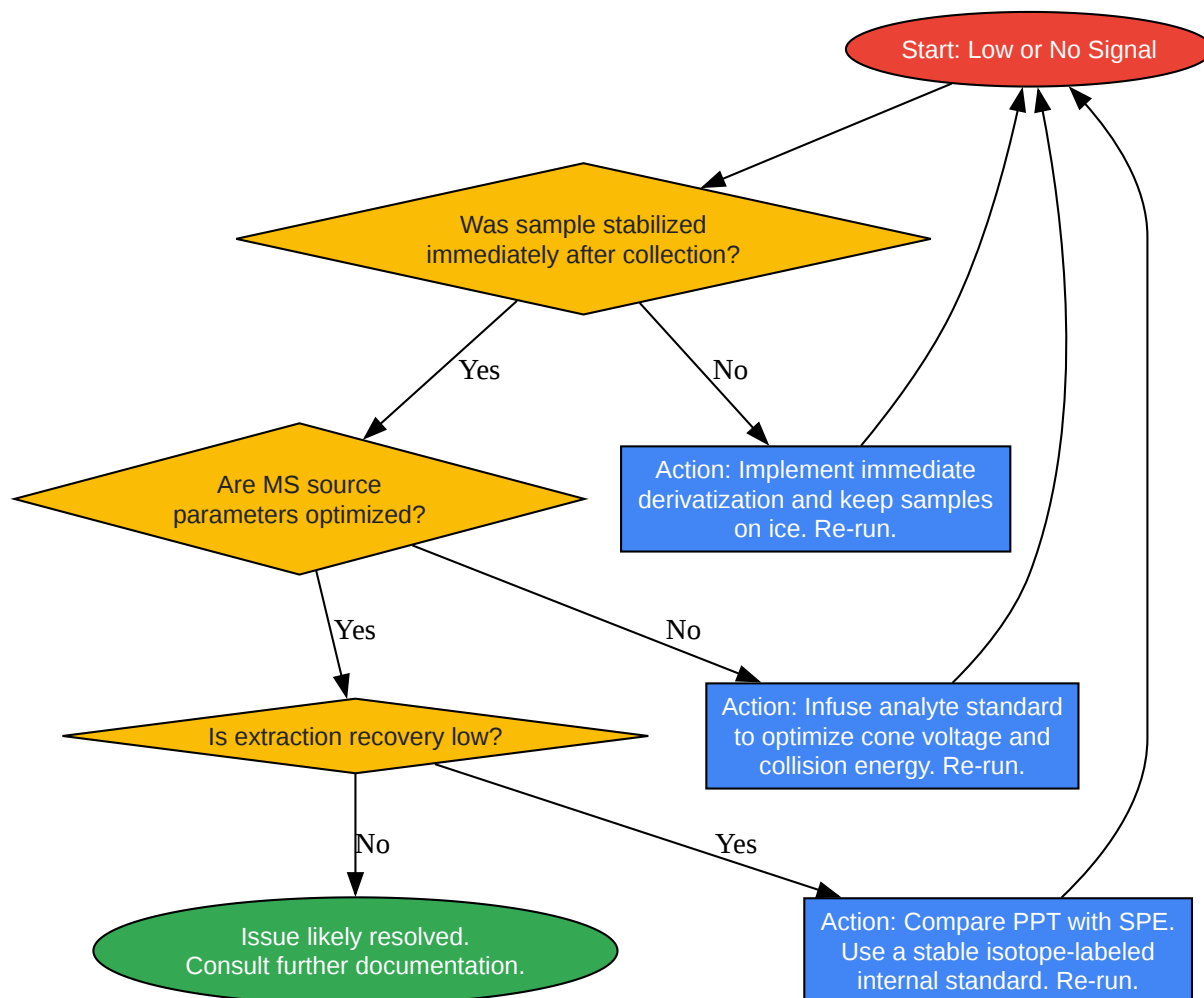 Start: Low or No Signal
Was sample stabilized
immediately after collection?
Yes
No
Are MS source
parameters optimized?
Action: Implement immediate
derivatization and keep samples
on ice. Re-run.
Yes
No
Is extraction recovery low?
Action: Infuse analyte standard
to optimize cone voltage and
collision energy. Re-run.
No
Yes
Issue likely resolved.
Consult further documentation.
Action: Compare PPT with SPE.
Use a stable isotope-labeled
internal standard. Re-run.